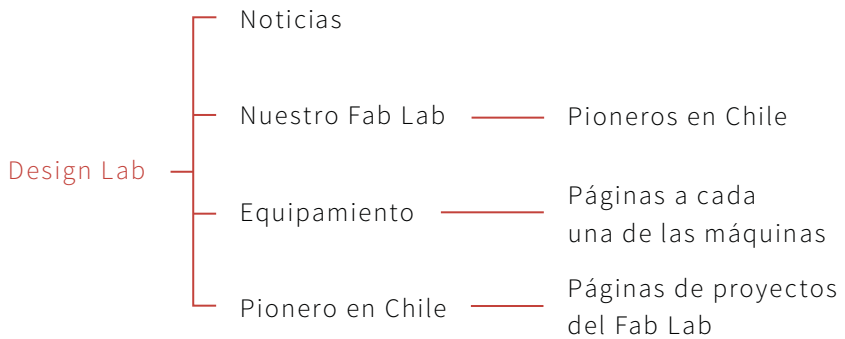 Noticias
Nuestro Fab Lab
Pioneros en Chile
Design Lab
Equipamiento
Páginas a cada
una de las máquinas
Pionero en Chile
Páginas de proyectos
del Fab Lab